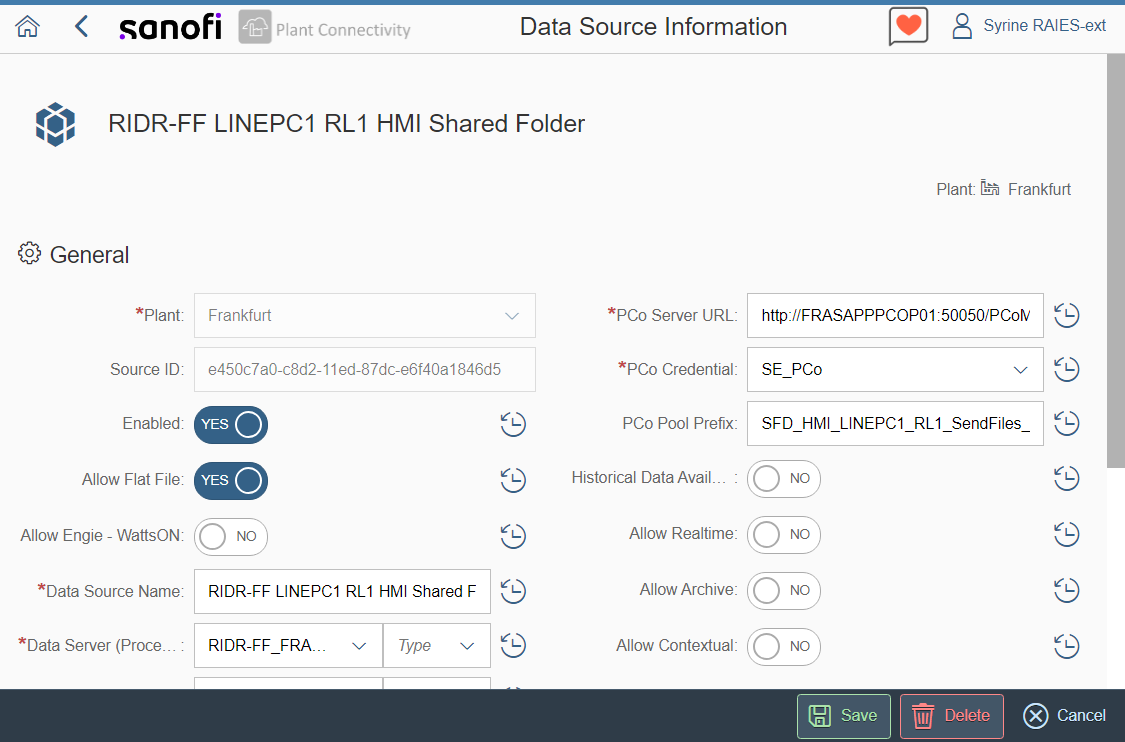 sanofi Plant Connectivity Data Source Information Syrine RAIES-ext
RIDR-FF LINEPC1 RL1 HMI Shared Folder
Plant: Frankfurt
General
*Plant: Frankfurt *PCo Server URL: http://FRASAPPPCOP01:50050/PCoM
Source ID: e450c7a0-c8d2-11ed-87dc-e6f40a1846d5 *PCo Credential: SE_PCo
Enabled: YES PCo Pool Prefix: SFD_HMI_LINEPC1_RL1_SendFiles_
Allow Flat File: YES Historical Data Avail... : NO
Allow Engie - WattsON: NO Allow Realtime: NO
*Data Source Name: RIDR-FF LINEPC1 RL1 HMI Shared F Allow Archive: NO
*Data Server (Proce... : RIDR-FF_FRA... Type Allow Contextual: NO
Save Delete Cancel